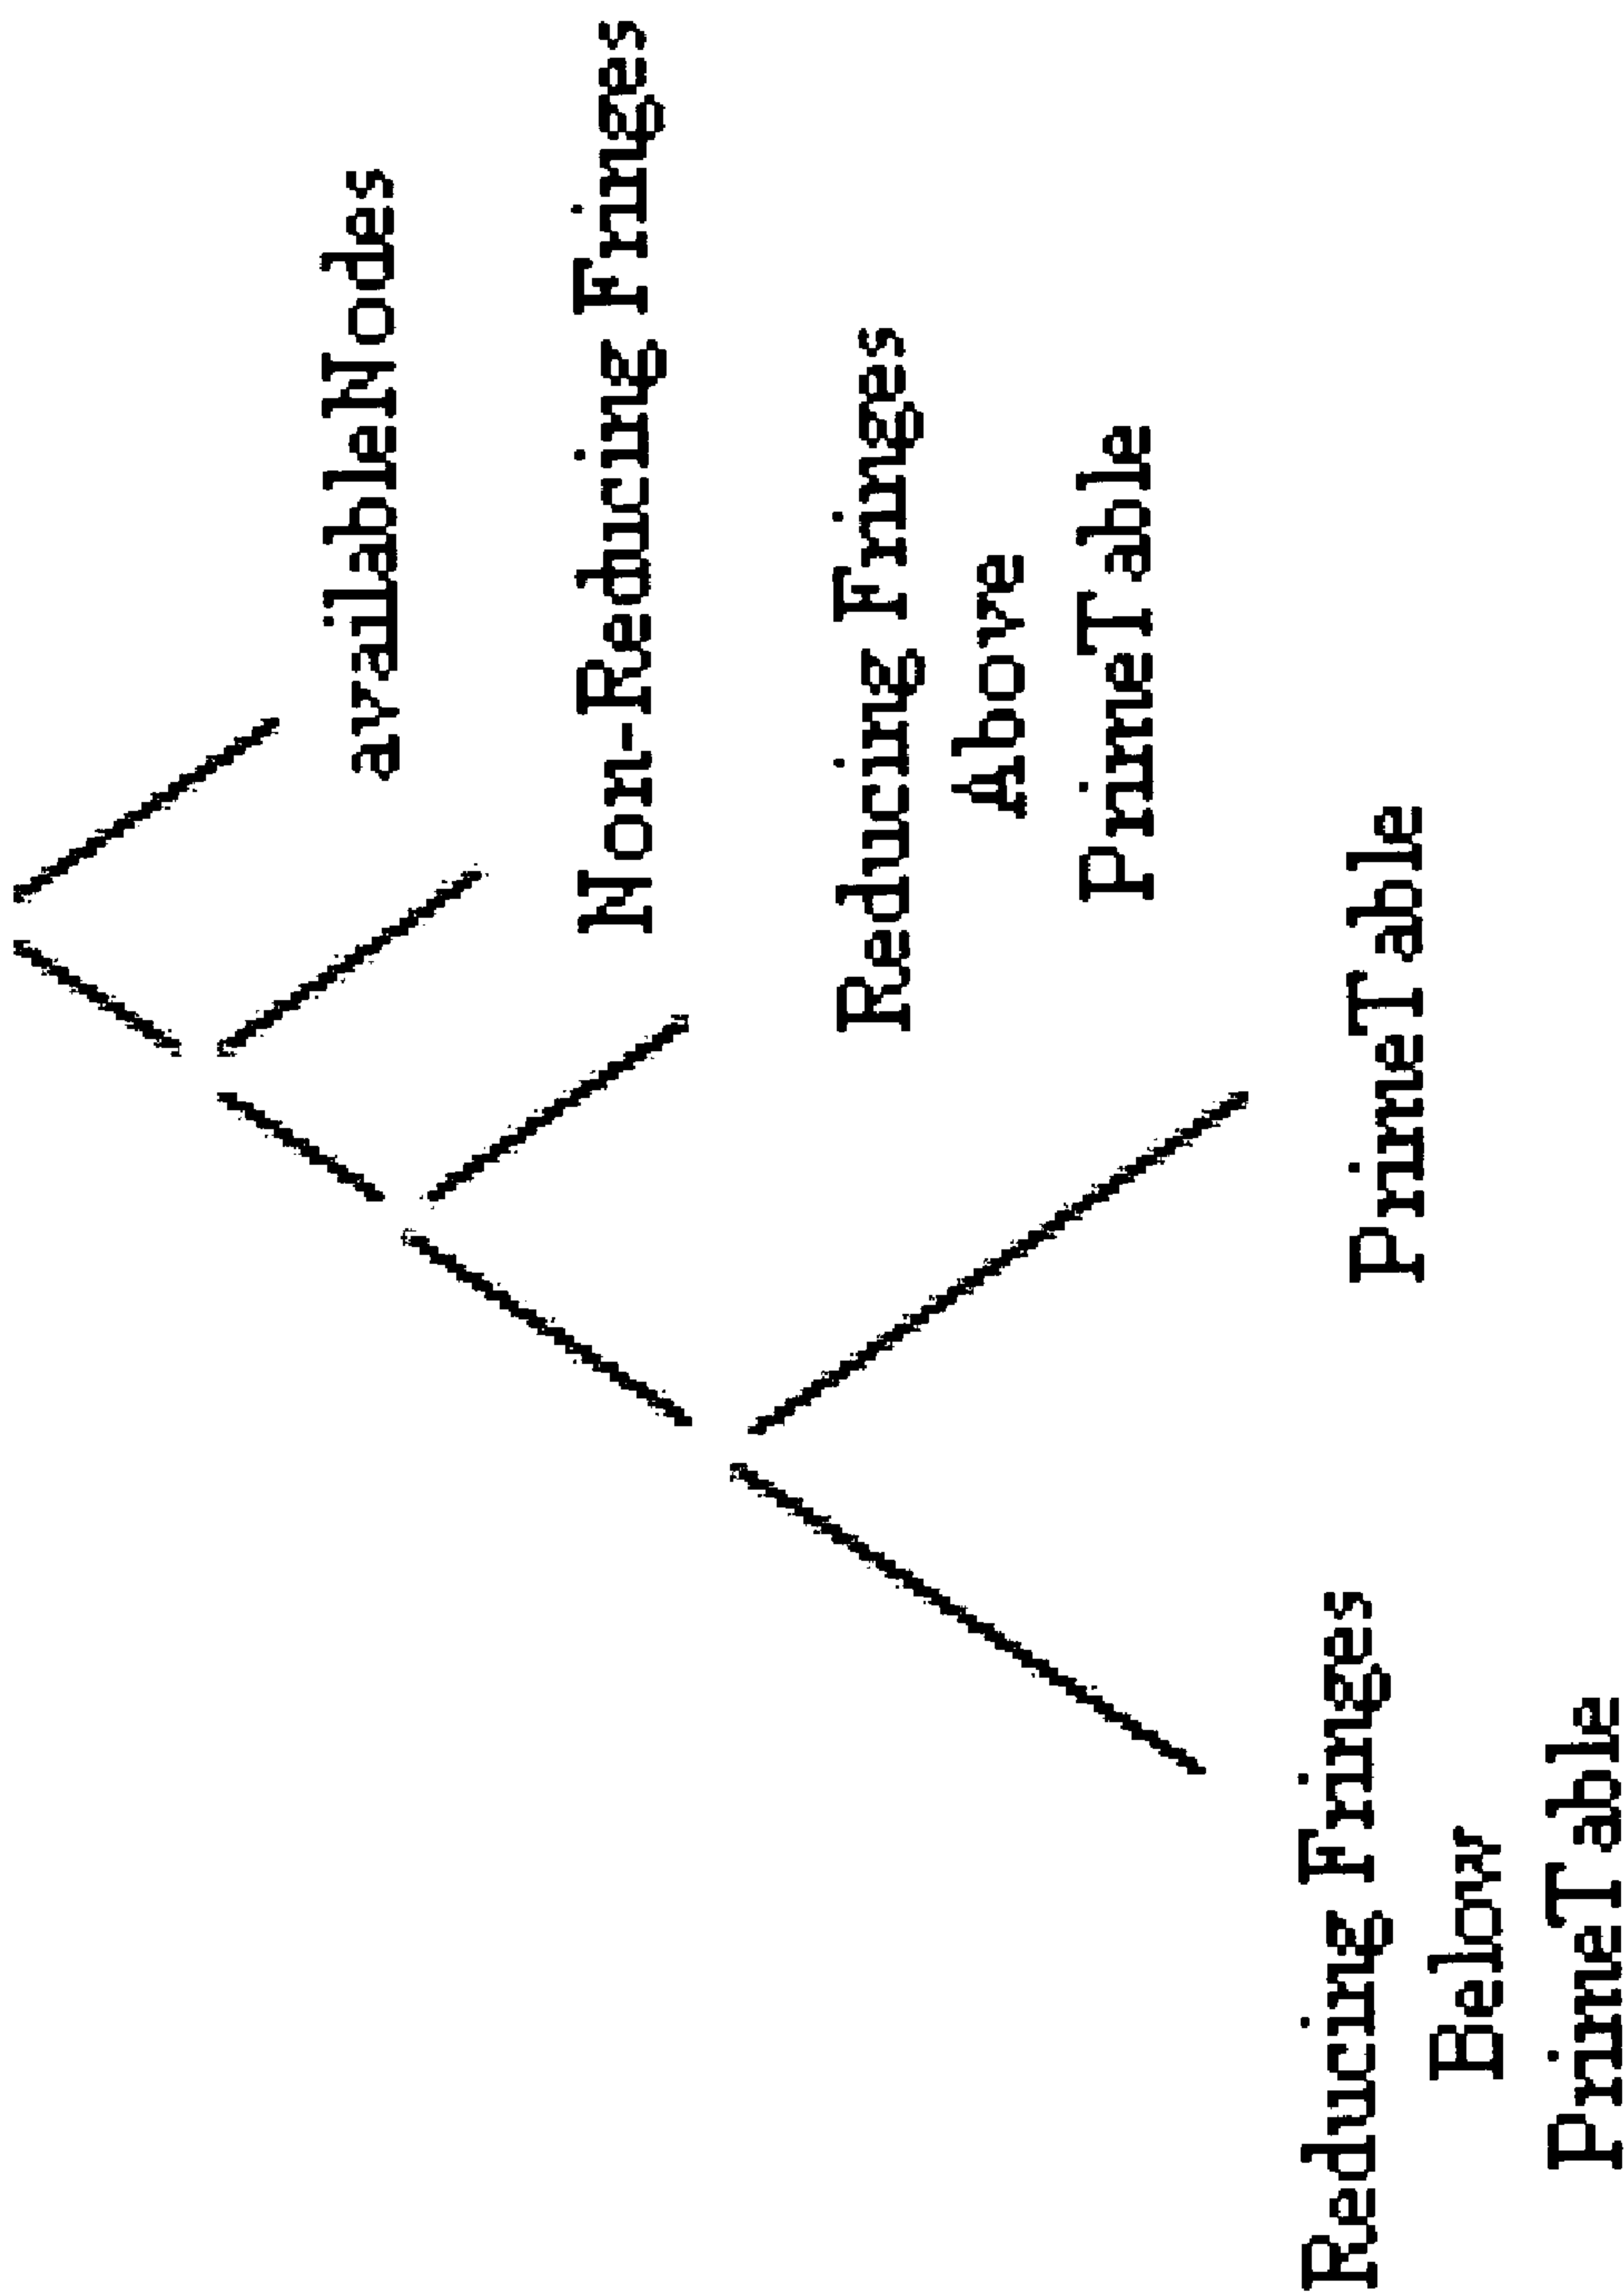 availableNodes
Non-Reducing Fringes
Reducing Fringes
Above
PrimeTable
PrimeTable
Reducing Fringes
Below
PrimeTable